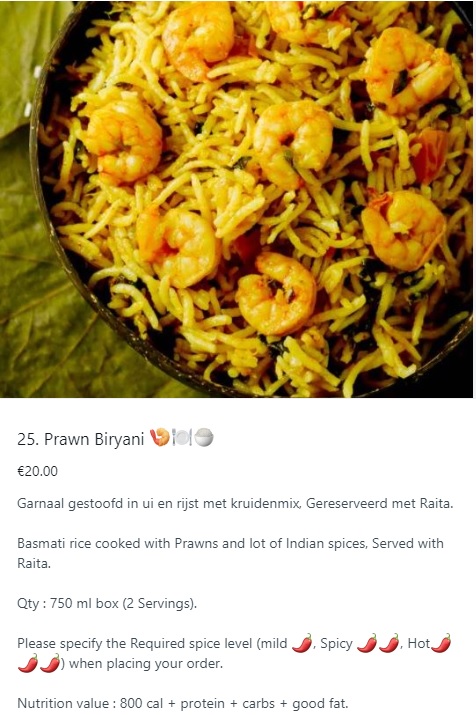 25. Prawn Biryani 🍤🍽️🍚
€20.00
Garnaal gestoofd in ui en rijst met kruidenmix, Gereserveerd met Raita.
Basmati rice cooked with Prawns and lot of Indian spices, Served with
Raita.
Qty : 750 ml box (2 Servings).
Please specify the Required spice level (mild 🌶️, Spicy 🌶️🌶️, Hot🌶️
🌶️🌶️) when placing your order.
Nutrition value : 800 cal + protein + carbs + good fat.